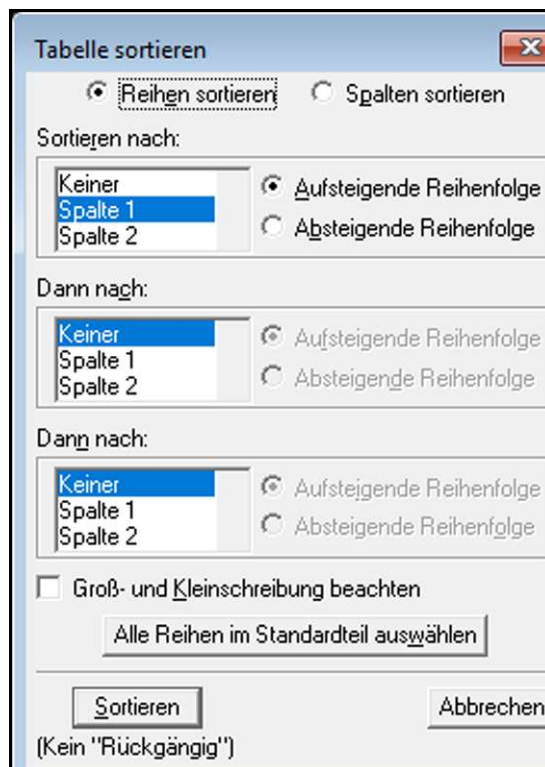 Tabelle sortieren
Reihen sortieren Spalten sortieren
Sortieren nach:
Keiner
Spalte 1
Spalte 2
Aufsteigende Reihenfolge
Absteigende Reihenfolge
Dann nach:
Keiner
Spalte 1
Spalte 2
Aufsteigende Reihenfolge
Absteigende Reihenfolge
Dann nach:
Keiner
Spalte 1
Spalte 2
Aufsteigende Reihenfolge
Absteigende Reihenfolge
Groß- und Kleinschreibung beachten
Alle Reihen im Standardteil auswählen
Sortieren Abbrechen
(Kein "Rückgängig")